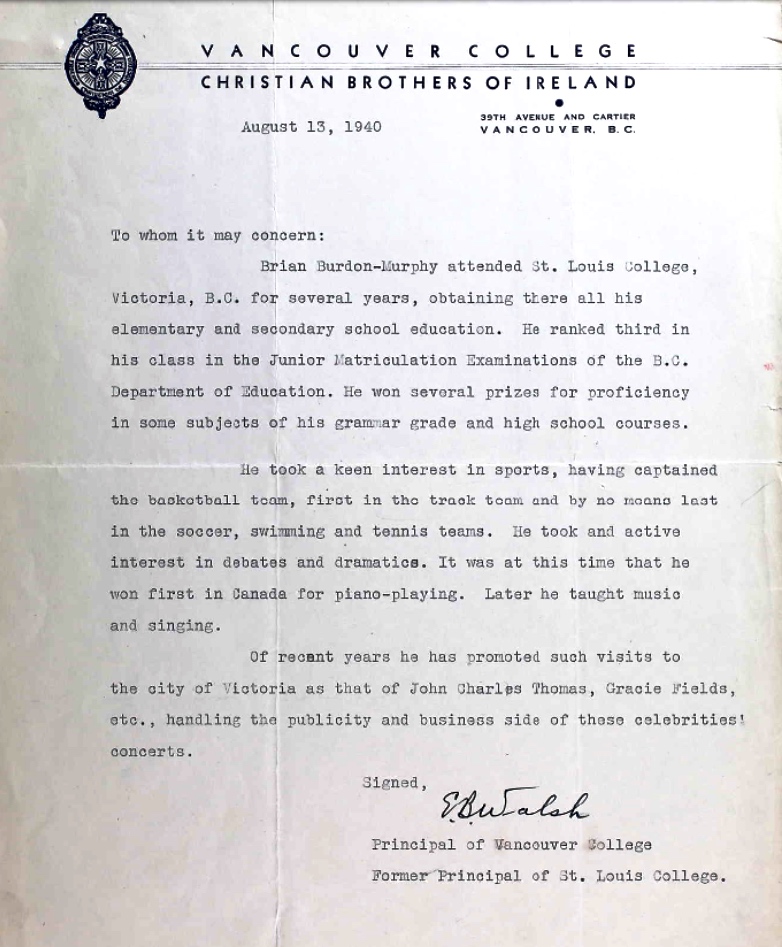 VANCOUVER COLLEGE
CHRISTIAN BROTHERS OF IRELAND
39TH AVENUE AND CARTIER
VANCOUVER, B.C.
August 13, 1940
To whom it may concern:
Brian Burdon-Murphy attended St. Louis College,
Victoria, B.C. for several years, obtaining there all his
elementary and secondary school education. He ranked third in
his class in the Junior Matriculation Examinations of the B.C.
Department of Education. He won several prizes for proficiency
in some subjects of his grammar grade and high school courses.
He took a keen interest in sports, having captained
the basketball team, first in the track team and by no means last
in the soccer, swimming and tennis teams. He took and active
interest in debates and dramatics. It was at this time that he
won first in Canada for piano-playing. Later he taught music
and singing.
Of recent years he has promoted such visits to
the city of Victoria as that of John Charles Thomas, Gracie Fields,
etc., handling the publicity and business side of these celebrities'
concerts.
Signed,
E.B. Walsh
Principal of Vancouver College
Former Principal of St. Louis College.